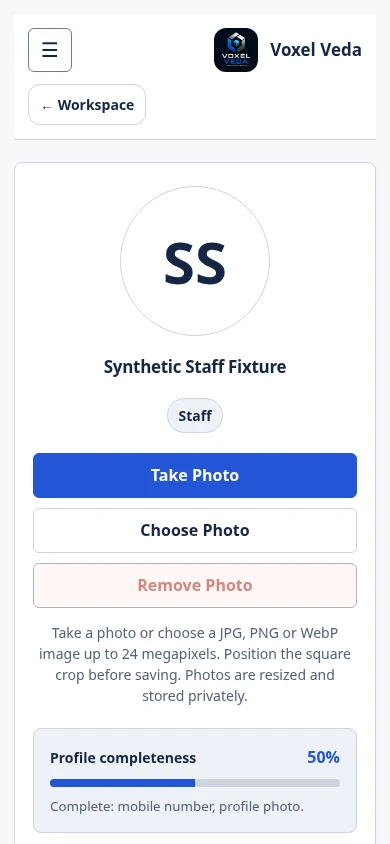 ☰
VOXEL
VEDA
Voxel Veda
← Workspace
SS
Synthetic Staff Fixture
Staff
Take Photo
Choose Photo
Remove Photo
Take a photo or choose a JPG, PNG or WebP
image up to 24 megapixels. Position the square
crop before saving. Photos are resized and
stored privately.
Profile completeness 50%
Complete: mobile number, profile photo.